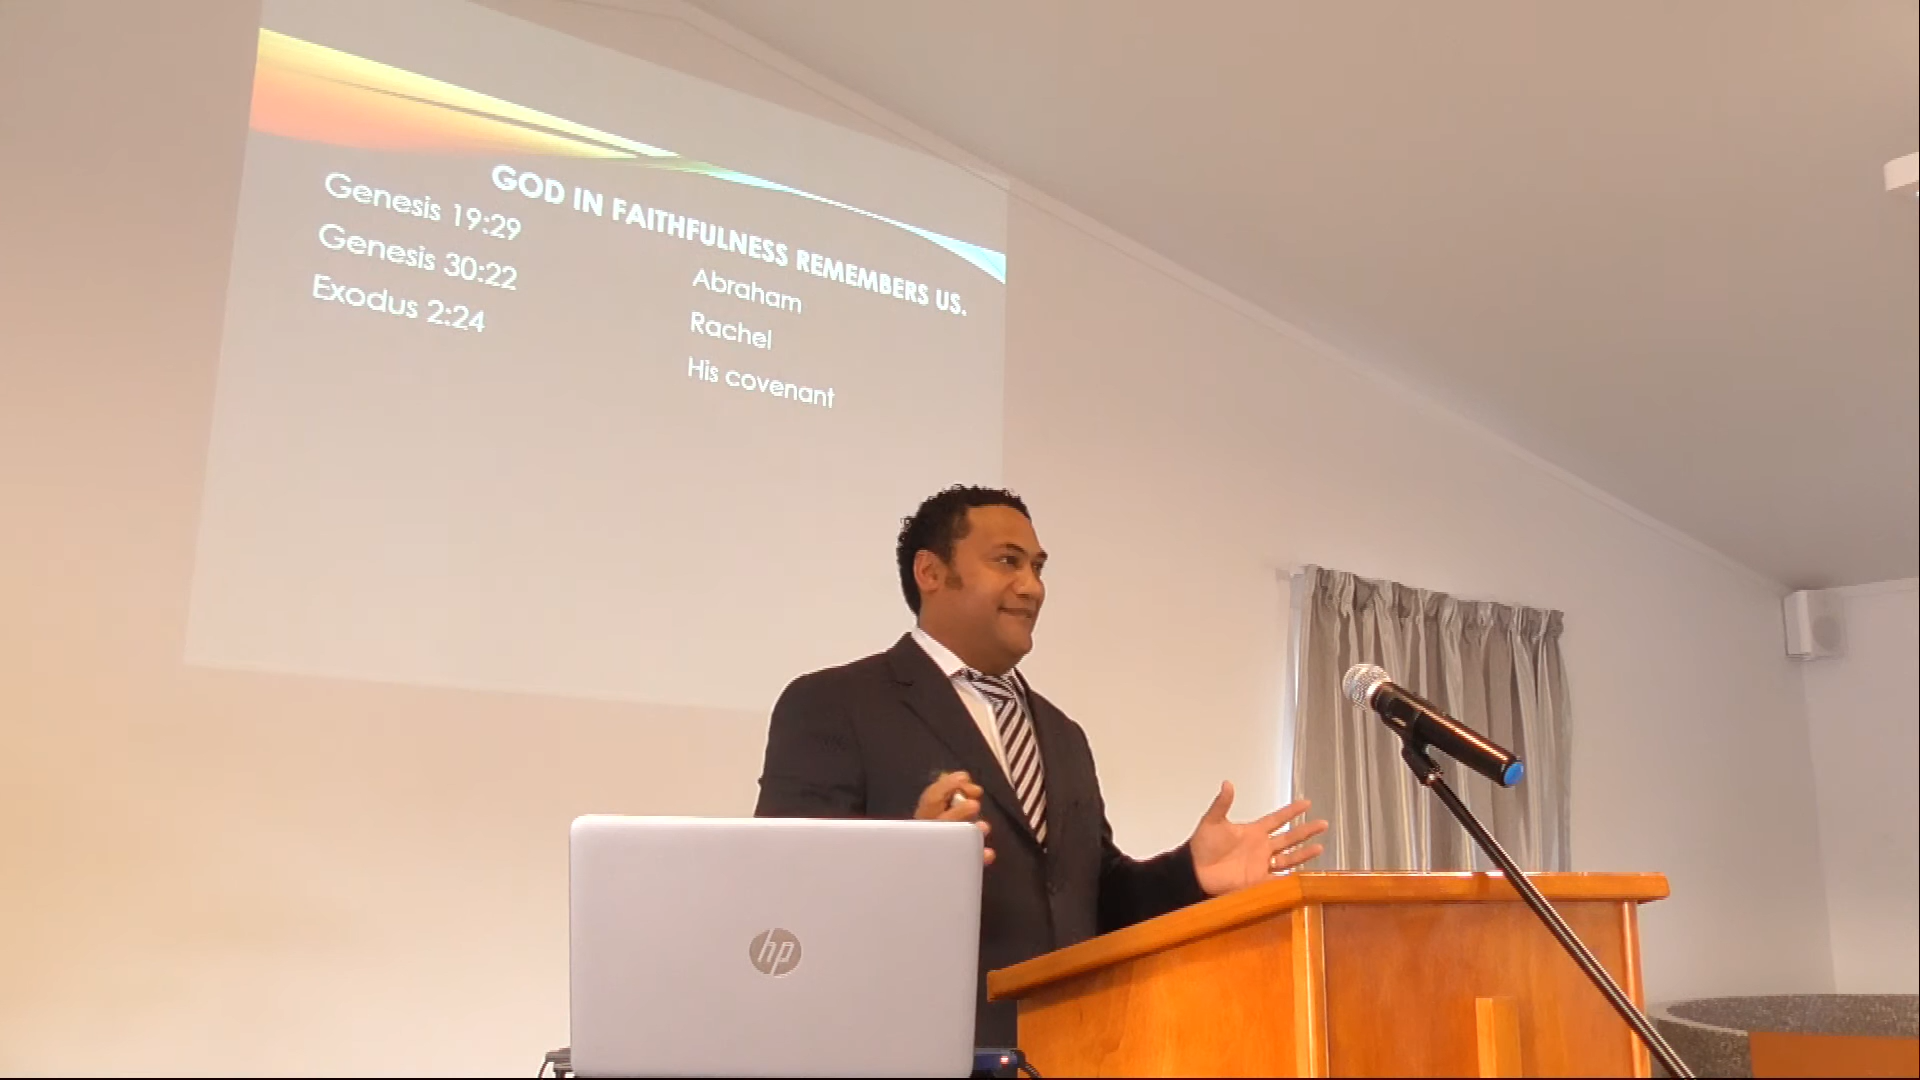 GOD IN FAITHFULNESS REMEMBERS US.
Genesis 19:29
Genesis 30:22
Exodus 2:24
Abraham
Rachel
His covenant
hp